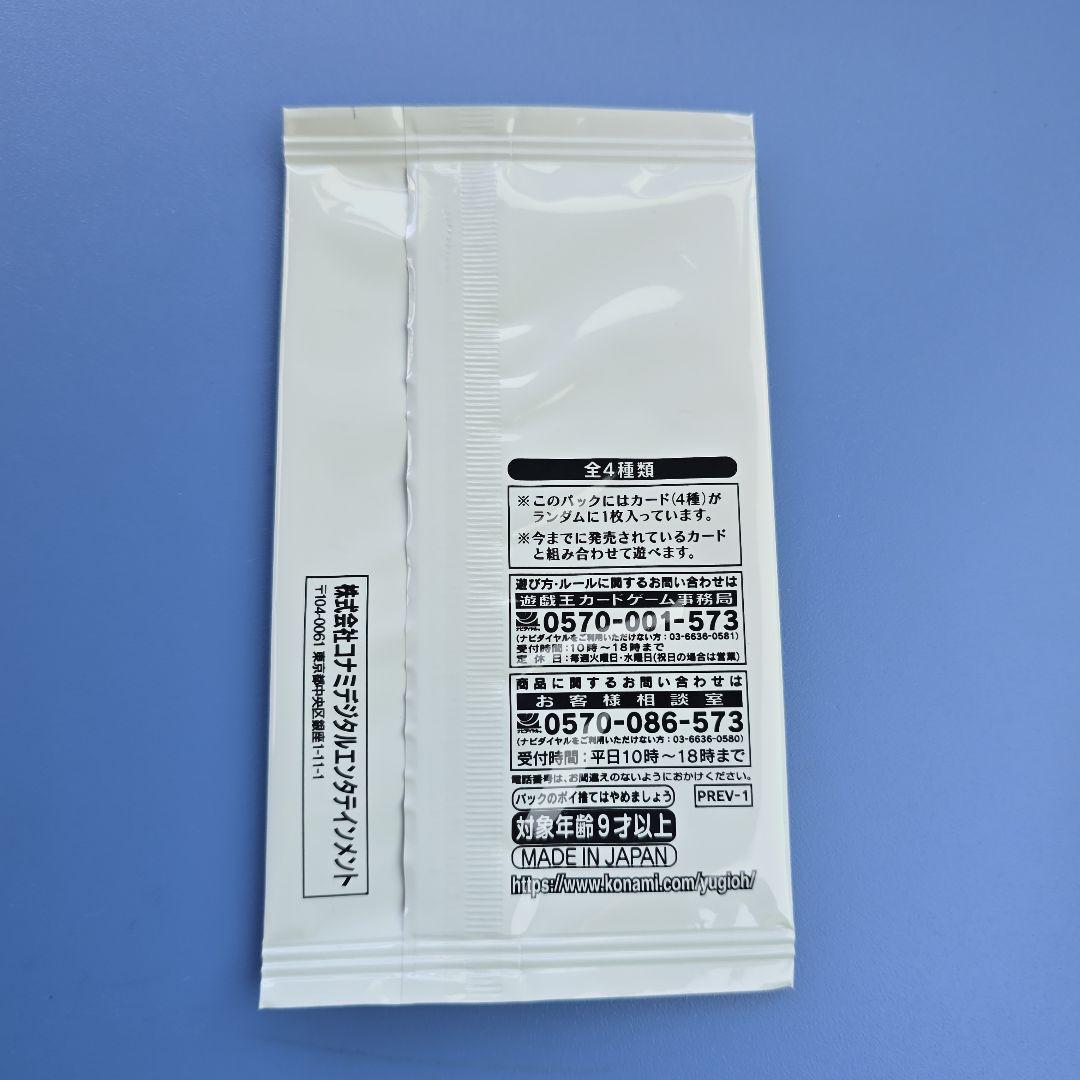 全4種類
※このパックにはカード(4種)が
ランダムに1枚入っています。
※今までに発売されているカード
と組み合わせて遊べます。
遊び方・ルールに関するお問い合わせは
遊戯王カードゲーム事務局
0570-001-573
(ナビダイヤルをご利用いただけない方：03-6636-0581)
受付時間：10時～18時まで
定休日：毎週火曜日・水曜日(祝日の場合は営業)
商品に関するお問い合わせは
お客様相談室
0570-086-573
(ナビダイヤルをご利用いただけない方：03-6636-0580)
受付時間：平日10時～18時まで
電話番号は、お間違えのないようにおかけください。
パックのポイ捨てはやめましょう
PREV-1
対象年齢9才以上
MADE IN JAPAN
https://www.konami.com/yugioh/
株式会社コナミデジタルエンタテインメント
〒104-0061 東京都中央区銀座1-11-1